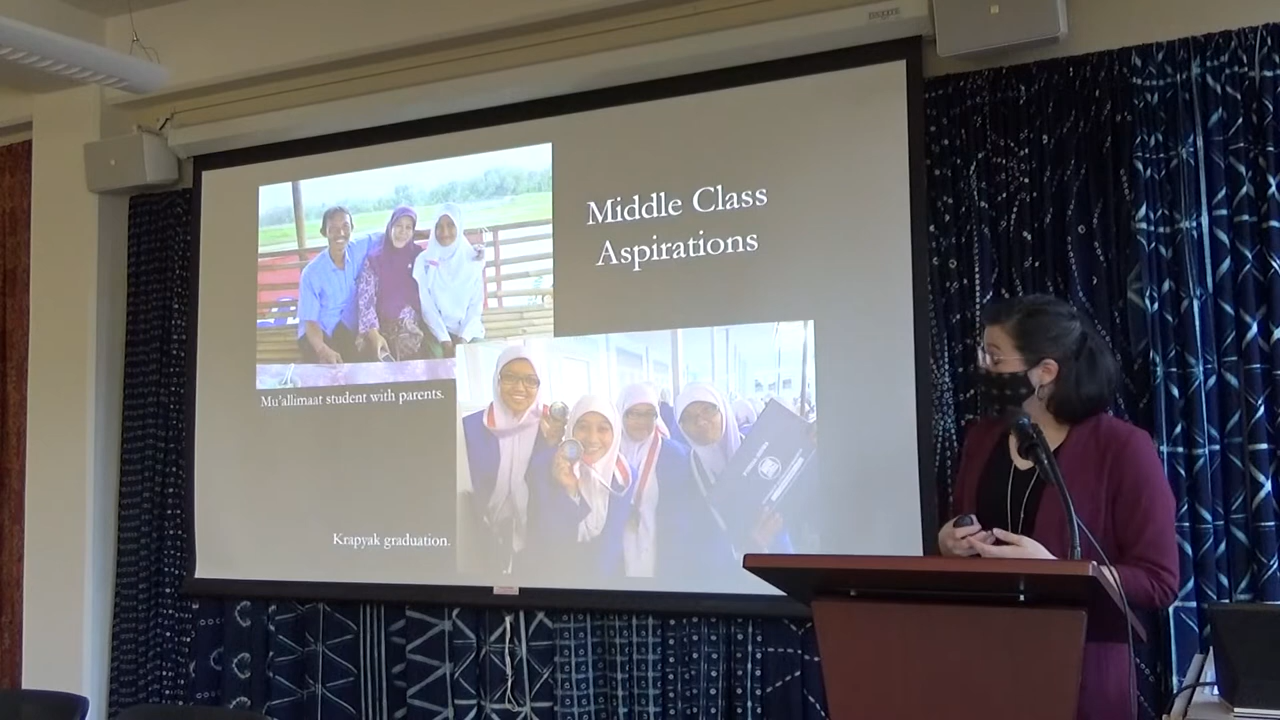 Middle Class
Aspirations
Mu'allimaat student with parents.
Krapyak graduation.